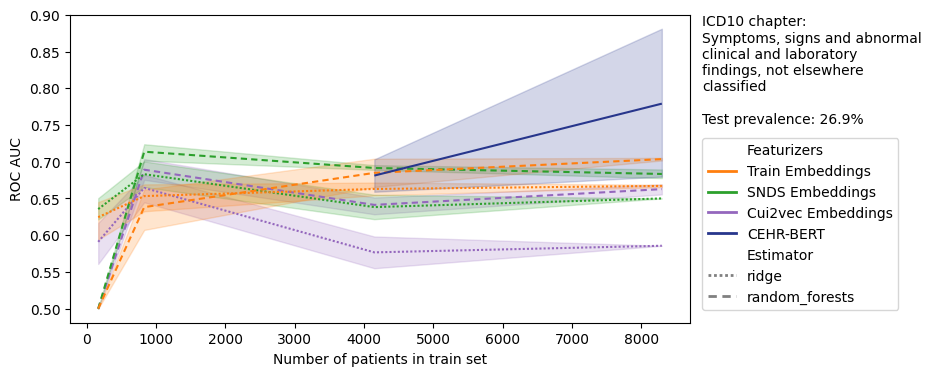 0.90
0.85
0.80
0.75
0.70
0.65
0.60
0.55
0.50
ROC AUC
0 1000 2000 3000 4000 5000 6000 7000 8000
Number of patients in train set
ICD10 chapter:
Symptoms, signs and abnormal
clinical and laboratory
findings, not elsewhere
classified
Test prevalence: 26.9%
Featurizers
Train Embeddings
SNDS Embeddings
Cui2vec Embeddings
CEHR-BERT
Estimator
ridge
random_forests